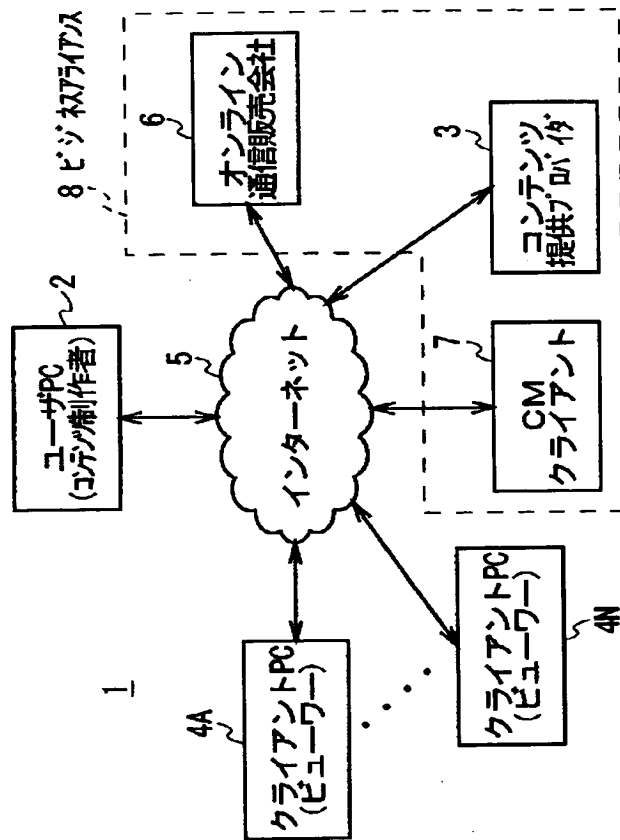 1
ユーザPC
(コンテンツ制作者)
2
8 ビジネスアライアンス
6
オンライン
通信販売会社
5
インターネット
3
コンテンツ
提供プロバイダ
7
CM
クライアント
4A
クライアントPC
(ビューワー)
4N
クライアントPC
(ビューワー)